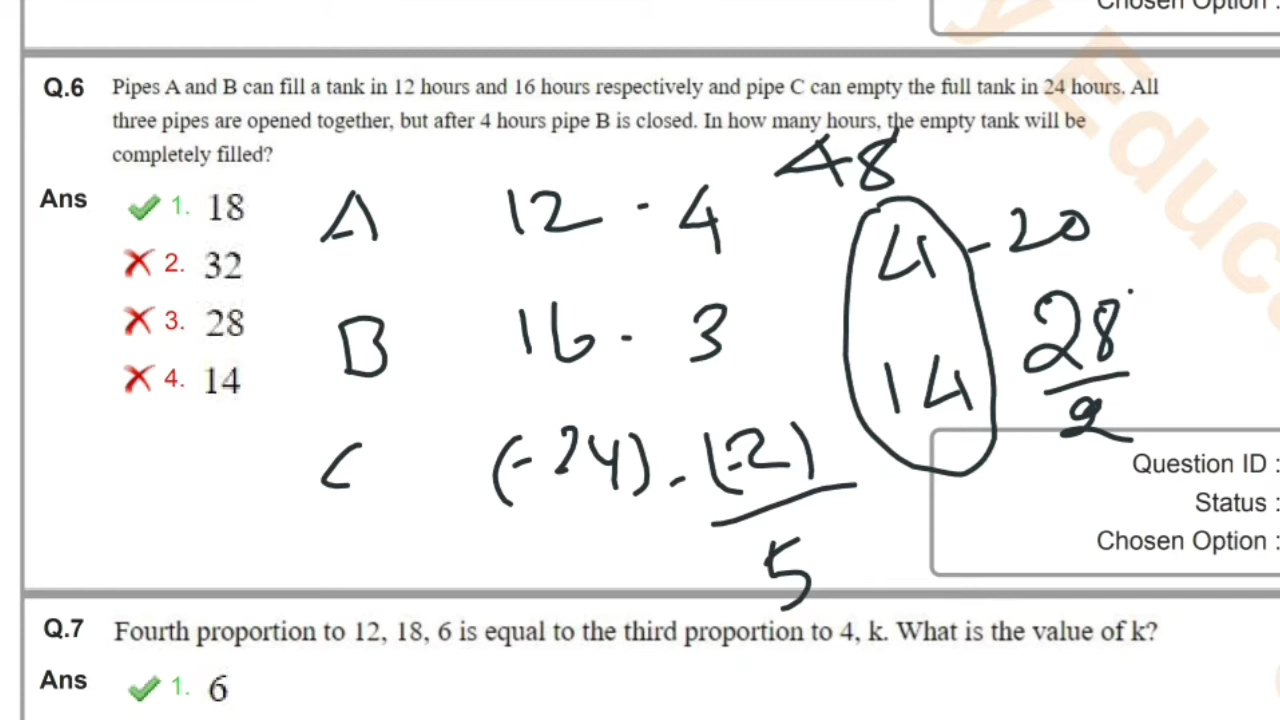 Chosen Option :
Q.6 Pipes A and B can fill a tank in 12 hours and 16 hours respectively and pipe C can empty the full tank in 24 hours. All
three pipes are opened together, but after 4 hours pipe B is closed. In how many hours, the empty tank will be
completely filled?
48
Ans 1. 18
A 12 - 4
4 - 20
2. 32
3. 28
B 16 - 3
28
2
4. 14
14
C (-24) - (-2)
5
Question ID :
Status :
Chosen Option :
Q.7 Fourth proportion to 12, 18, 6 is equal to the third proportion to 4, k. What is the value of k?
Ans 1. 6